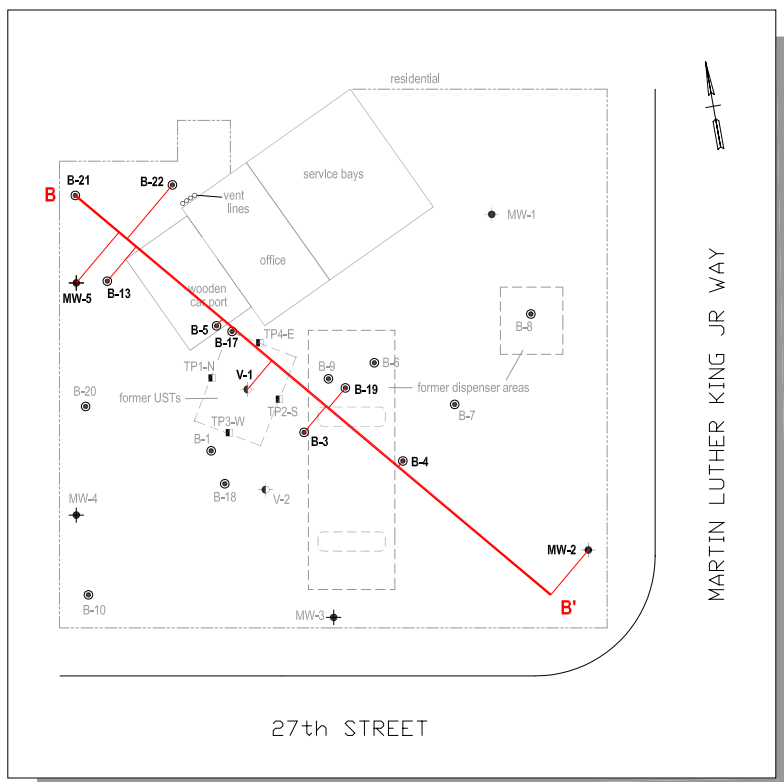 residential
B-21
B-22
B
vent
lines
service bays
MW-1
office
MW-5
B-13
wooden
car port
B-5
B-17
TP4-E
B-8
TP1-N
V-1
B-9
B-6
B-19
former dispenser areas
former USTs
TP2-S
B-20
B-7
TP3-W
B-3
B-1
B-4
B-18
V-2
MW-4
MW-2
B-10
MW-3
B'
MARTIN LUTHER KING JR WAY
27th STREET